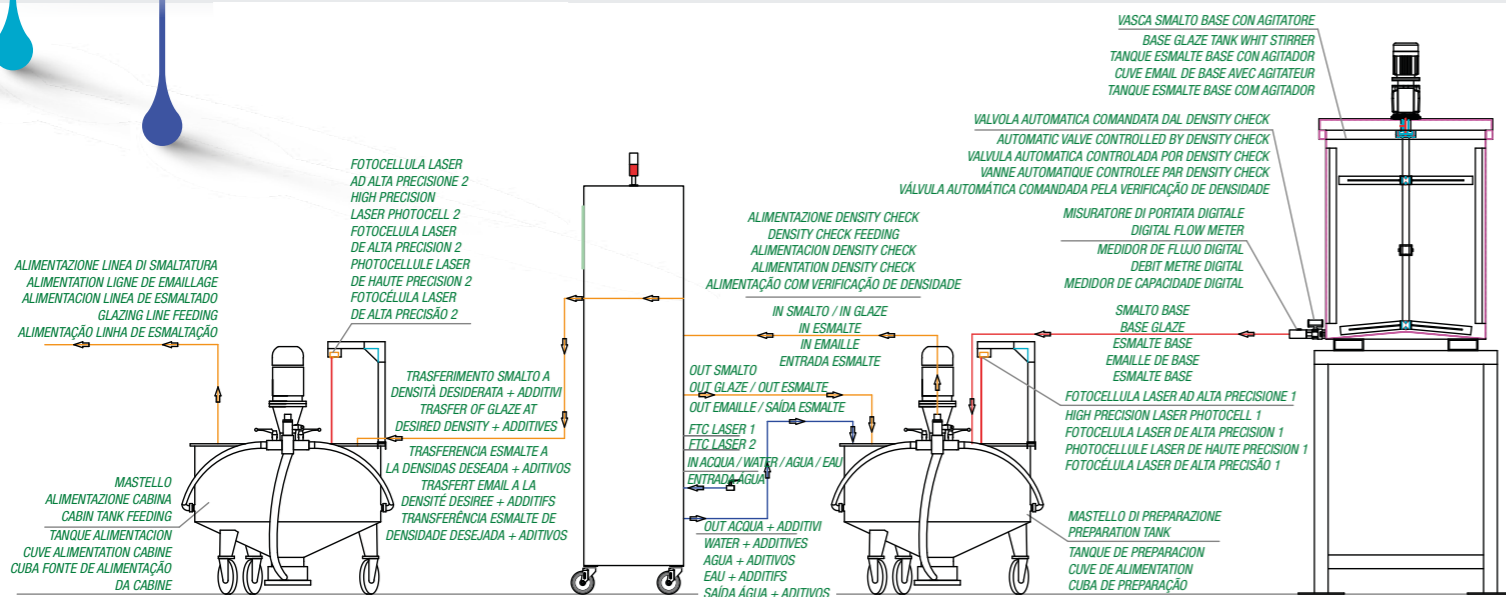 VASCA SMALTO BASE CON AGITATORE
BASE GLAZE TANK WHIT STIRRER
TANQUE ESMALTE BASE CON AGITADOR
CUVE EMAIL DE BASE AVEC AGITATEUR
TANQUE ESMALTE BASE COM AGITADOR
VALVOLA AUTOMATICA COMANDATA DAL DENSITY CHECK
AUTOMATIC VALVE CONTROLLED BY DENSITY CHECK
VALVULA AUTOMATICA CONTROLADA POR DENSITY CHECK
VANNE AUTOMATIQUE CONTROLEE PAR DENSITY CHECK
VÁLVULA AUTOMÁTICA COMANDADA PELA VERIFICAÇÃO DE DENSIDADE
FOTOCELLULA LASER
AD ALTA PRECISIONE 2
HIGH PRECISION
LASER PHOTOCELL 2
FOTOCELULA LASER
DE ALTA PRECISION 2
PHOTOCELLULE LASER
DE HAUTE PRECISION 2
FOTOCÉLULA LASER
DE ALTA PRECISÃO 2
ALIMENTAZIONE DENSITY CHECK
DENSITY CHECK FEEDING
ALIMENTACION DENSITY CHECK
ALIMENTATION DENSITY CHECK
ALIMENTAÇÃO COM VERIFICAÇÃO DE DENSIDADE
MISURATORE DI PORTATA DIGITALE
DIGITAL FLOW METER
MEDIDOR DE FLUJO DIGITAL
DEBIT METRE DIGITAL
MEDIDOR DE CAPACIDADE DIGITAL
ALIMENTAZIONE LINEA DI SMALTATURA
ALIMENTATION LIGNE DE EMAILLAGE
ALIMENTACION LINEA DE ESMALTADO
GLAZING LINE FEEDING
ALIMENTAÇÃO LINHA DE ESMALTAÇÃO
IN SMALTO / IN GLAZE
IN ESMALTE
IN EMAILLE
ENTRADA ESMALTE
SMALTO BASE
BASE GLAZE
ESMALTE BASE
EMAILLE DE BASE
ESMALTE BASE
TRASFERIMENTO SMALTO A
DENSITÀ DESIDERATA + ADDITIVI
TRASFER OF GLAZE AT
DESIRED DENSITY + ADDITIVES
TRASFERENCIA ESMALTE A
LA DENSIDAS DESEADA + ADITIVOS
TRASFERT EMAIL A LA
DENSITÉ DESIREE + ADDITIFS
TRANSFERÊNCIA ESMALTE DE
DENSIDADE DESEJADA + ADITIVOS
OUT SMALTO
OUT GLAZE / OUT ESMALTE
OUT EMAILLE / SAÍDA ESMALTE
FTC LASER 1
FTC LASER 2
IN ACQUA / WATER / AGUA / EAU
ENTRADA ÁGUA
FOTOCELLULA LASER AD ALTA PRECISIONE 1
HIGH PRECISION LASER PHOTOCELL 1
FOTOCELULA LASER DE ALTA PRECISION 1
PHOTOCELLULE LASER DE HAUTE PRECISION 1
FOTOCÉLULA LASER DE ALTA PRECISÃO 1
MASTELLO
ALIMENTAZIONE CABINA
CABIN TANK FEEDING
TANQUE ALIMENTACION
CUVE ALIMENTATION CABINE
CUBA FONTE DE ALIMENTAÇÃO
DA CABINE
OUT ACQUA + ADDITIVI
WATER + ADDITIVES
AGUA + ADITIVOS
EAU + ADDITIFS
SAÍDA ÁGUA + ADITIVOS
MASTELLO DI PREPARAZIONE
PREPARATION TANK
TANQUE DE PREPARACION
CUVE DE ALIMENTATION
CUBA DE PREPARAÇÃO